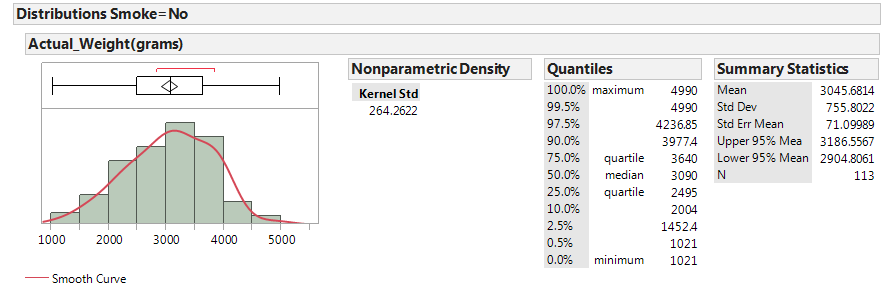 Distributions Smoke=No
Actual_Weight(grams)
1000 2000 3000 4000 5000
Smooth Curve
Nonparametric Density
Kernel Std
264.2622
Quantiles
100.0% maximum 4990
99.5% 4990
97.5% 4236.85
90.0% 3977.4
75.0% quartile 3640
50.0% median 3090
25.0% quartile 2495
10.0% 2004
2.5% 1452.4
0.5% 1021
0.0% minimum 1021
Summary Statistics
Mean 3045.6814
Std Dev 755.8022
Std Err Mean 71.09989
Upper 95% Mea 3186.5567
Lower 95% Mean 2904.8061
N 113